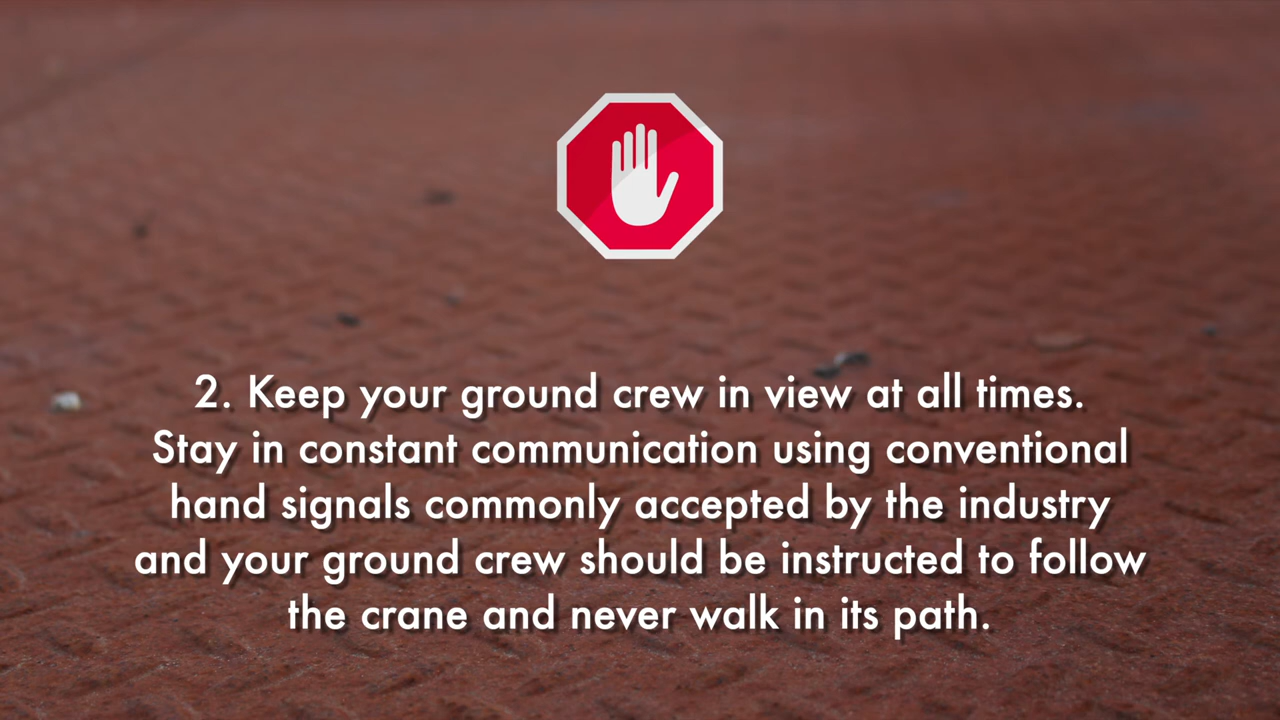 2. Keep your ground crew in view at all times.
Stay in constant communication using conventional
hand signals commonly accepted by the industry
and your ground crew should be instructed to follow
the crane and never walk in its path.